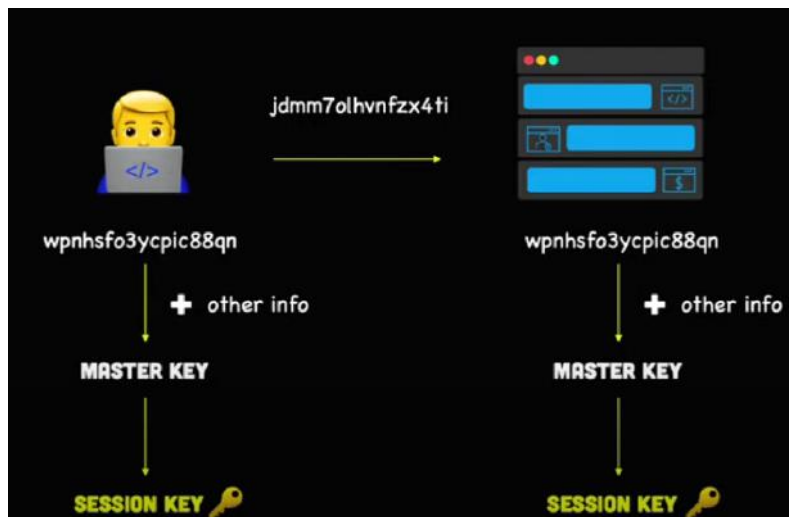 jdmm7olhvnfzx4ti
</>
</>
$
wpnhsfo3ycpic88qn
wpnhsfo3ycpic88qn
+ other info
+ other info
MASTER KEY
MASTER KEY
SESSION KEY
SESSION KEY